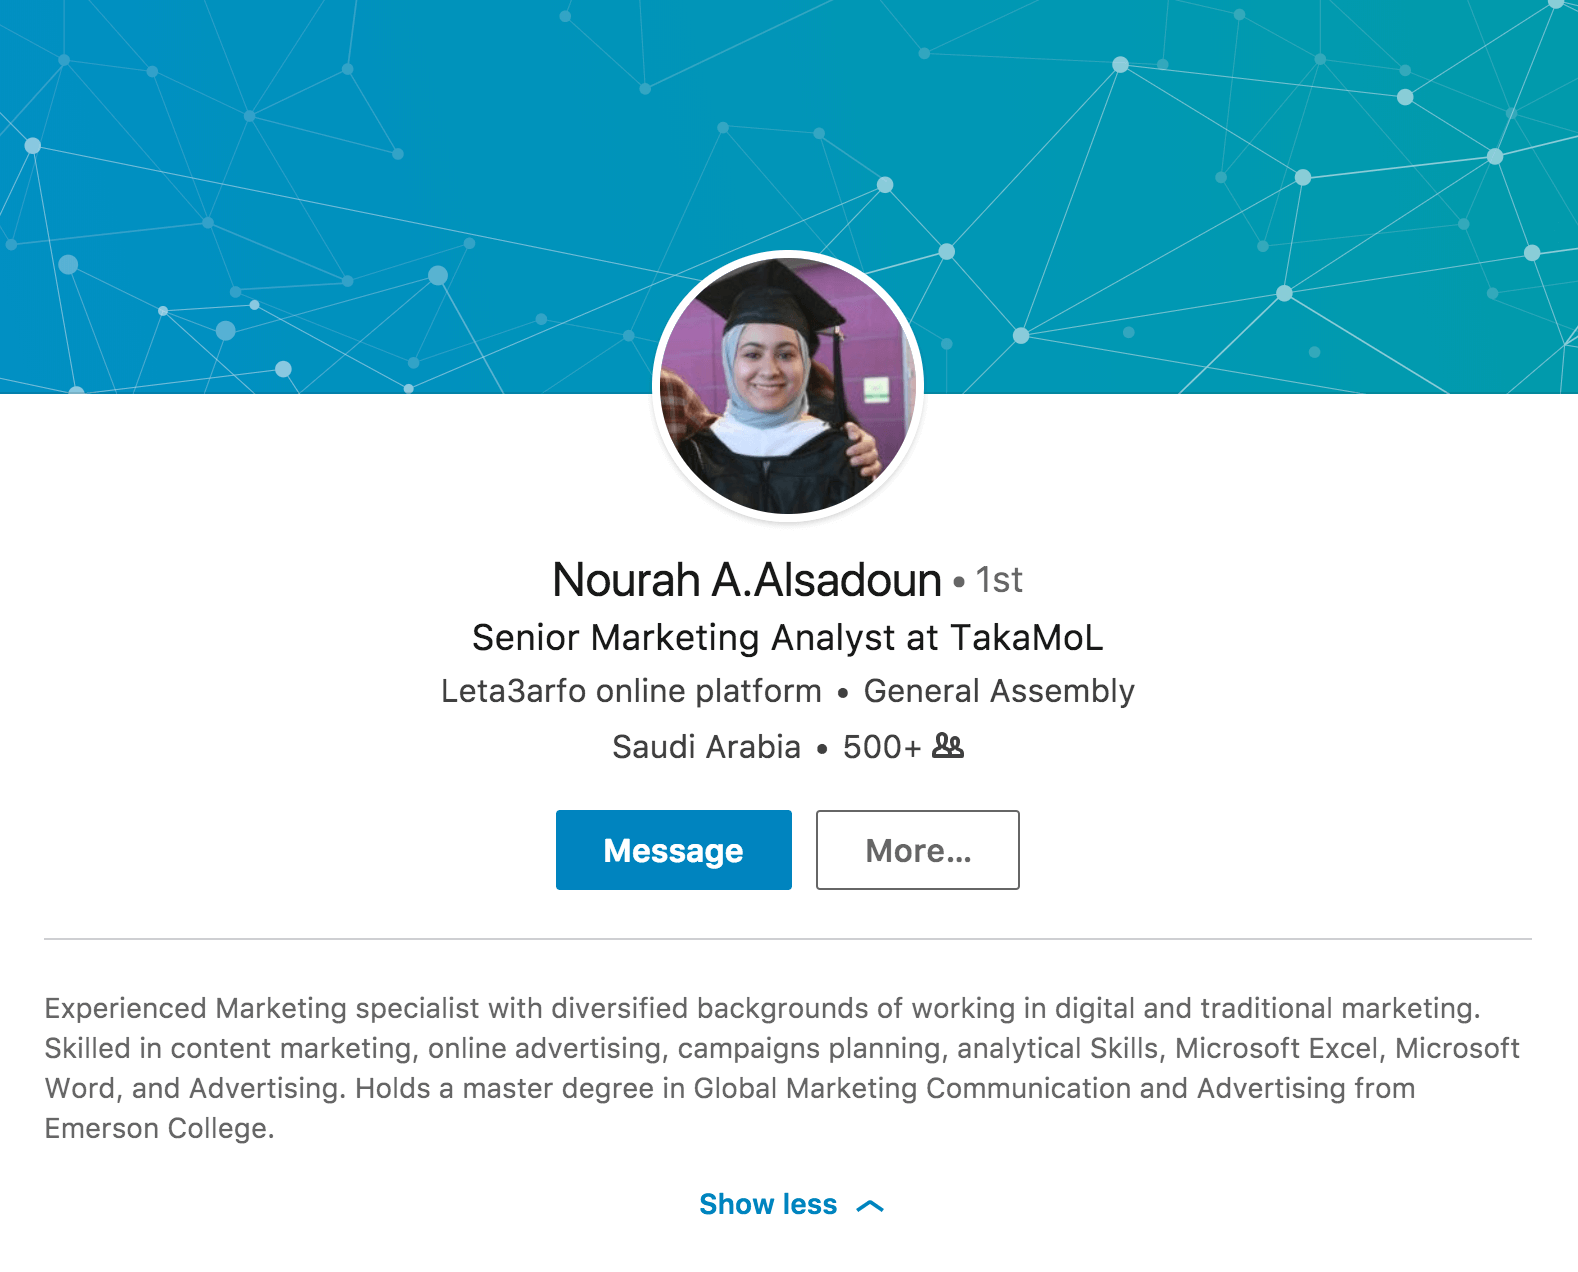 Nourah A.Alsadoun • 1st
Senior Marketing Analyst at TakaMoL
Leta3arfo online platform • General Assembly
Saudi Arabia • 500+
Message
More...
Experienced Marketing specialist with diversified backgrounds of working in digital and traditional marketing.
Skilled in content marketing, online advertising, campaigns planning, analytical Skills, Microsoft Excel, Microsoft
Word, and Advertising. Holds a master degree in Global Marketing Communication and Advertising from
Emerson College.
Show less